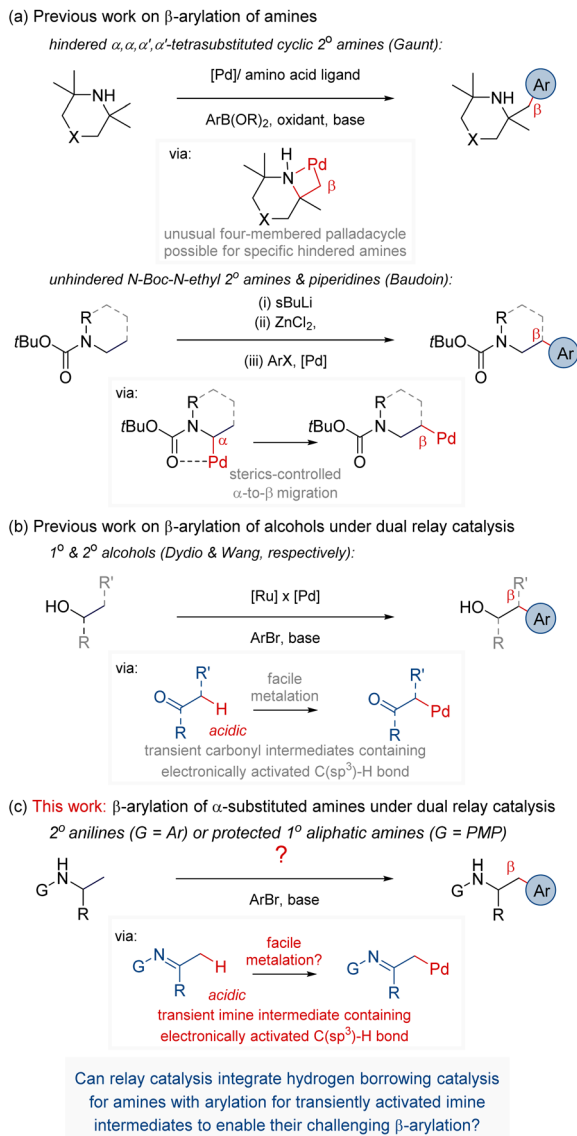 (a) Previous work on β-arylation of amines
hindered α,α,α',α'-tetrasubstituted cyclic 2° amines (Gaunt):
NH
X
[Pd]/ amino acid ligand
ArB(OR)₂, oxidant, base
NH
Ar
β
X
via:
H
N
Pd
β
X
unusual four-membered palladacycle
possible for specific hindered amines
unhindered N-Boc-N-ethyl 2° amines & piperidines (Baudoin):
R
N
tBuO
O
(i) sBuLi
(ii) ZnCl₂,
(iii) ArX, [Pd]
R
N
tBuO
O
β
Ar
via:
R
N
tBuO
α
O
Pd
R
N
tBuO
O
β
Pd
sterics-controlled
α-to-β migration
(b) Previous work on β-arylation of alcohols under dual relay catalysis
1° & 2° alcohols (Dydio & Wang, respectively):
R'
HO
R
[Ru] x [Pd]
ArBr, base
R'
β
HO
Ar
R
via:
R'
O
H
R
acidic
facile
metalation
R'
O
Pd
R
transient carbonyl intermediates containing
electronically activated C(sp³)-H bond
(c) This work: β-arylation of α-substituted amines under dual relay catalysis
2° anilines (G = Ar) or protected 1° aliphatic amines (G = PMP)
H
N
G
R
?
ArBr, base
H
N
β
G
Ar
R
via:
N
G
H
R
acidic
facile
metalation?
N
G
Pd
R
transient imine intermediate containing
electronically activated C(sp³)-H bond
Can relay catalysis integrate hydrogen borrowing catalysis
for amines with arylation for transiently activated imine
intermediates to enable their challenging β-arylation?